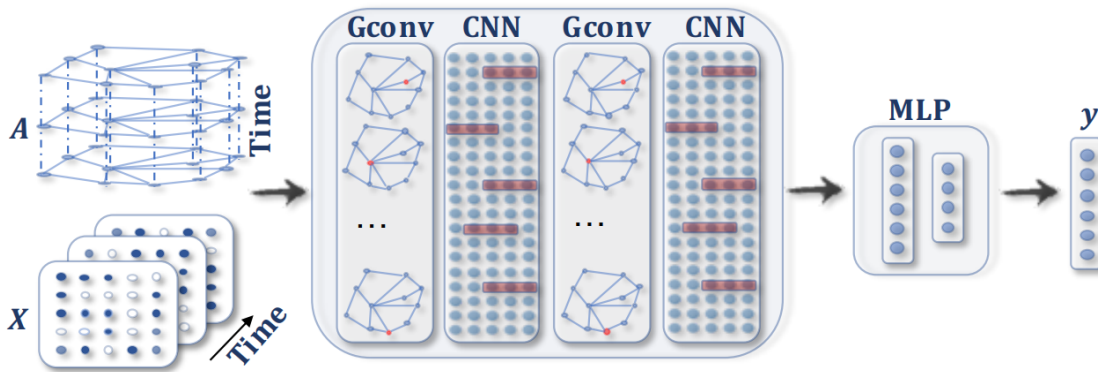 Gconv CNN Gconv CNN
A
Time
MLP
y
...
...
X
Time